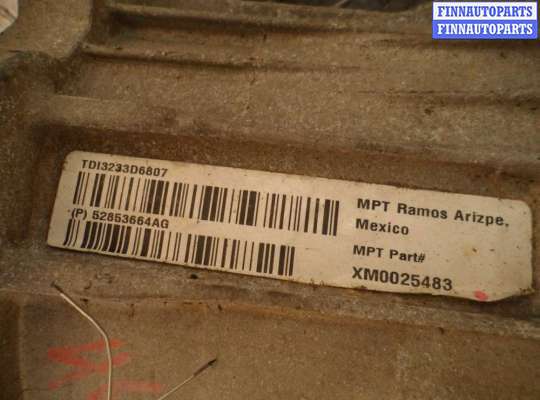 FINNAUTOPARTS
FINNAUTOPARTS
TDI3233D6807
(P) 52853664AG
MPT Ramos Arizpe,
Mexico
MPT Part#
XM0025483